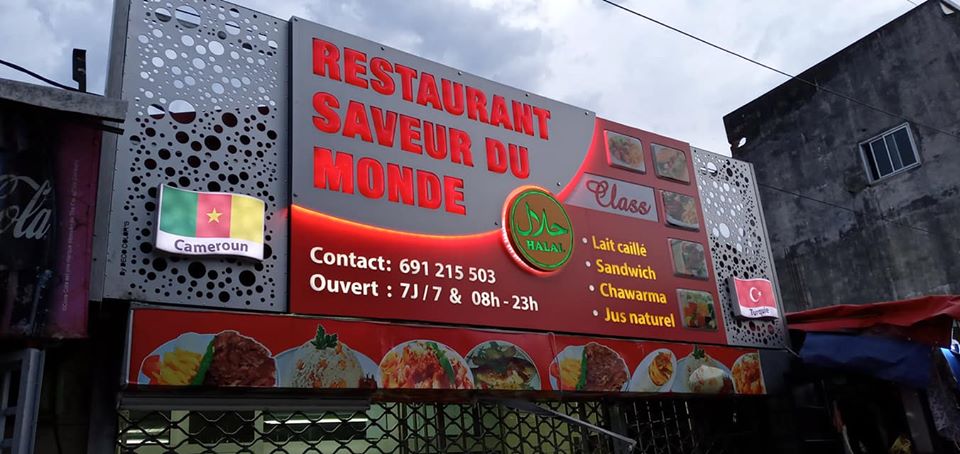 RESTAURANT
SAVEUR DU
MONDE
Class
حلال
HALAL
Cameroun
Contact: 691 215 503
Ouvert : 7J / 7 & 08h - 23h
• Lait caillé
• Sandwich
• Chawarma
• Jus naturel
Turquie
Cola